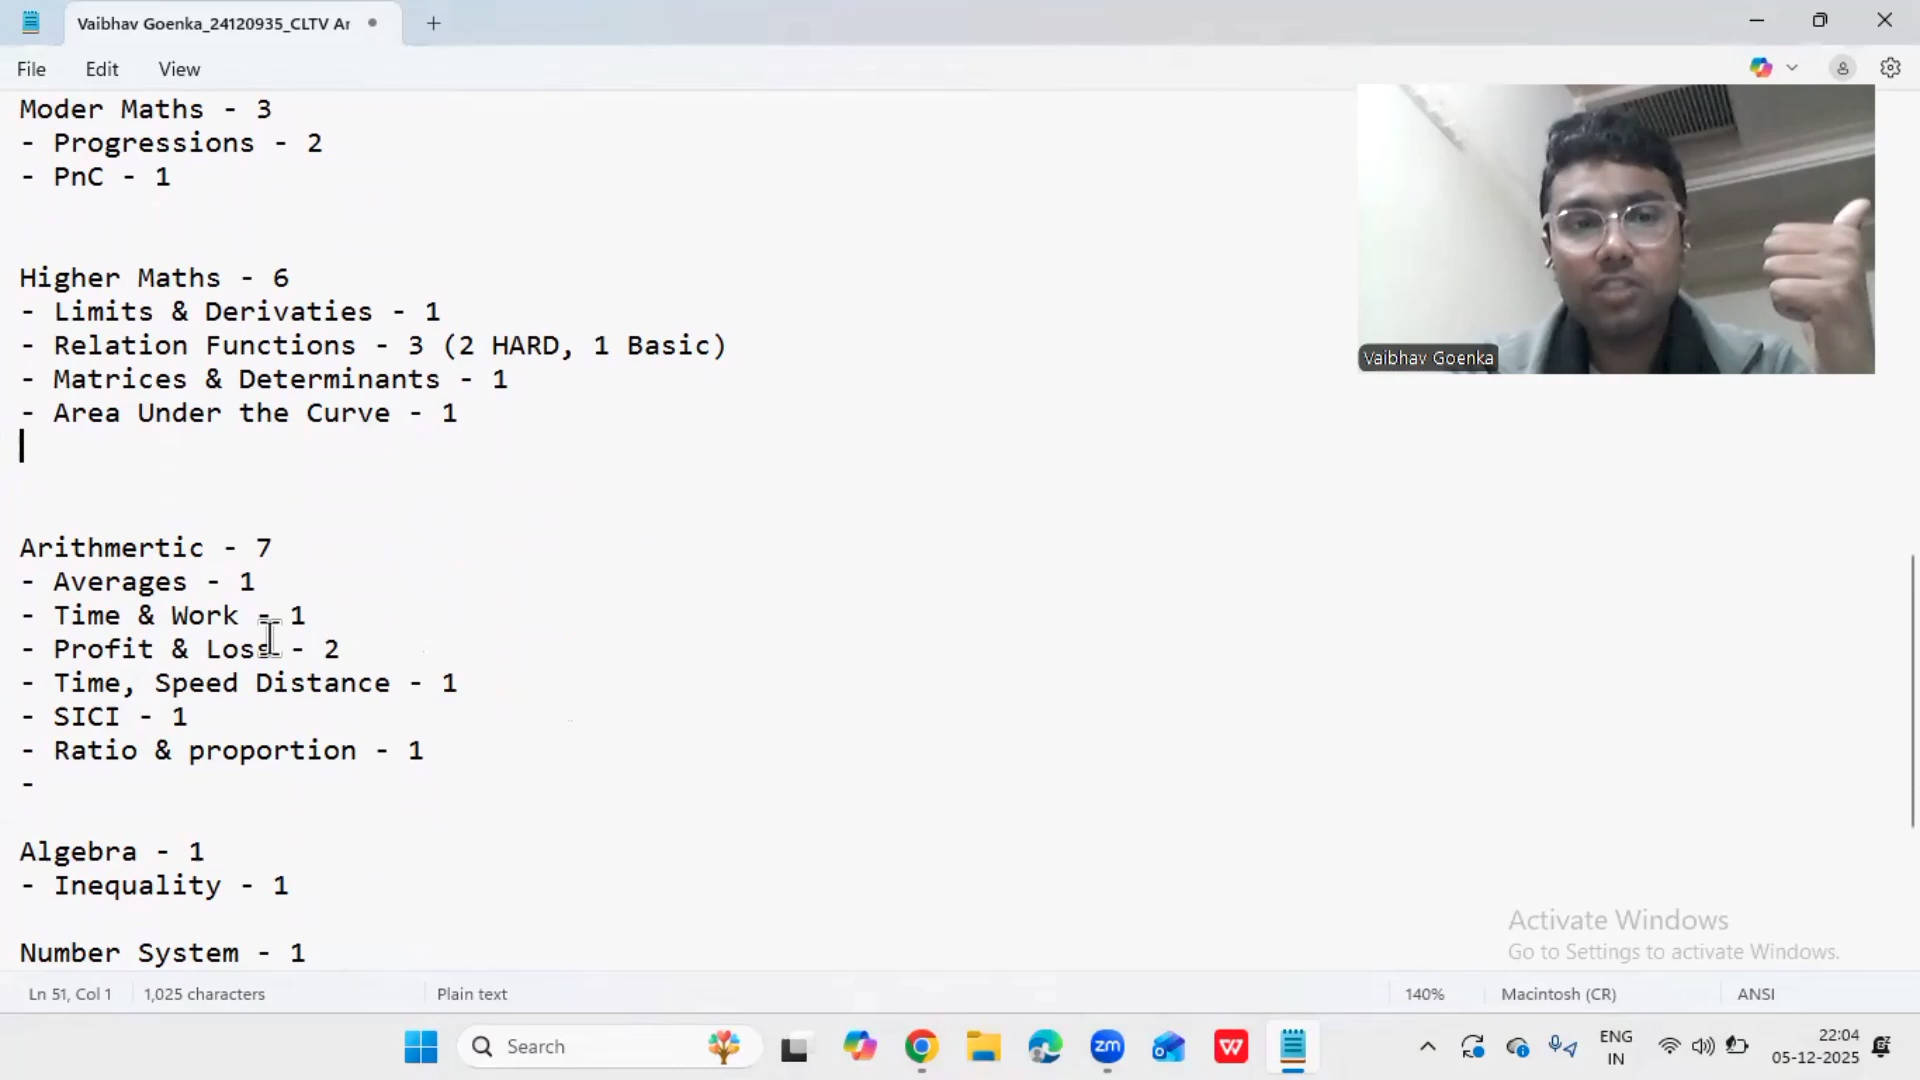 Vaibhav Goenka_24120935_CLTV Ar
File Edit View
Moder Maths - 3
- Progressions - 2
- PnC - 1
Higher Maths - 6
- Limits & Derivaties - 1
- Relation Functions - 3 (2 HARD, 1 Basic)
- Matrices & Determinants - 1
- Area Under the Curve - 1
Vaibhav Goenka
Arithmertic - 7
- Averages - 1
- Time & Work - 1
- Profit & Loss - 2
- Time, Speed Distance - 1
- SICI - 1
- Ratio & proportion - 1
-
Algebra - 1
- Inequality - 1
Number System - 1
Activate Windows
Go to Settings to activate Windows.
Ln 51, Col 1 1,025 characters Plain text 140% Macintosh (CR) ANSI
Search
zm
W
ENG
IN
22:04
05-12-2025